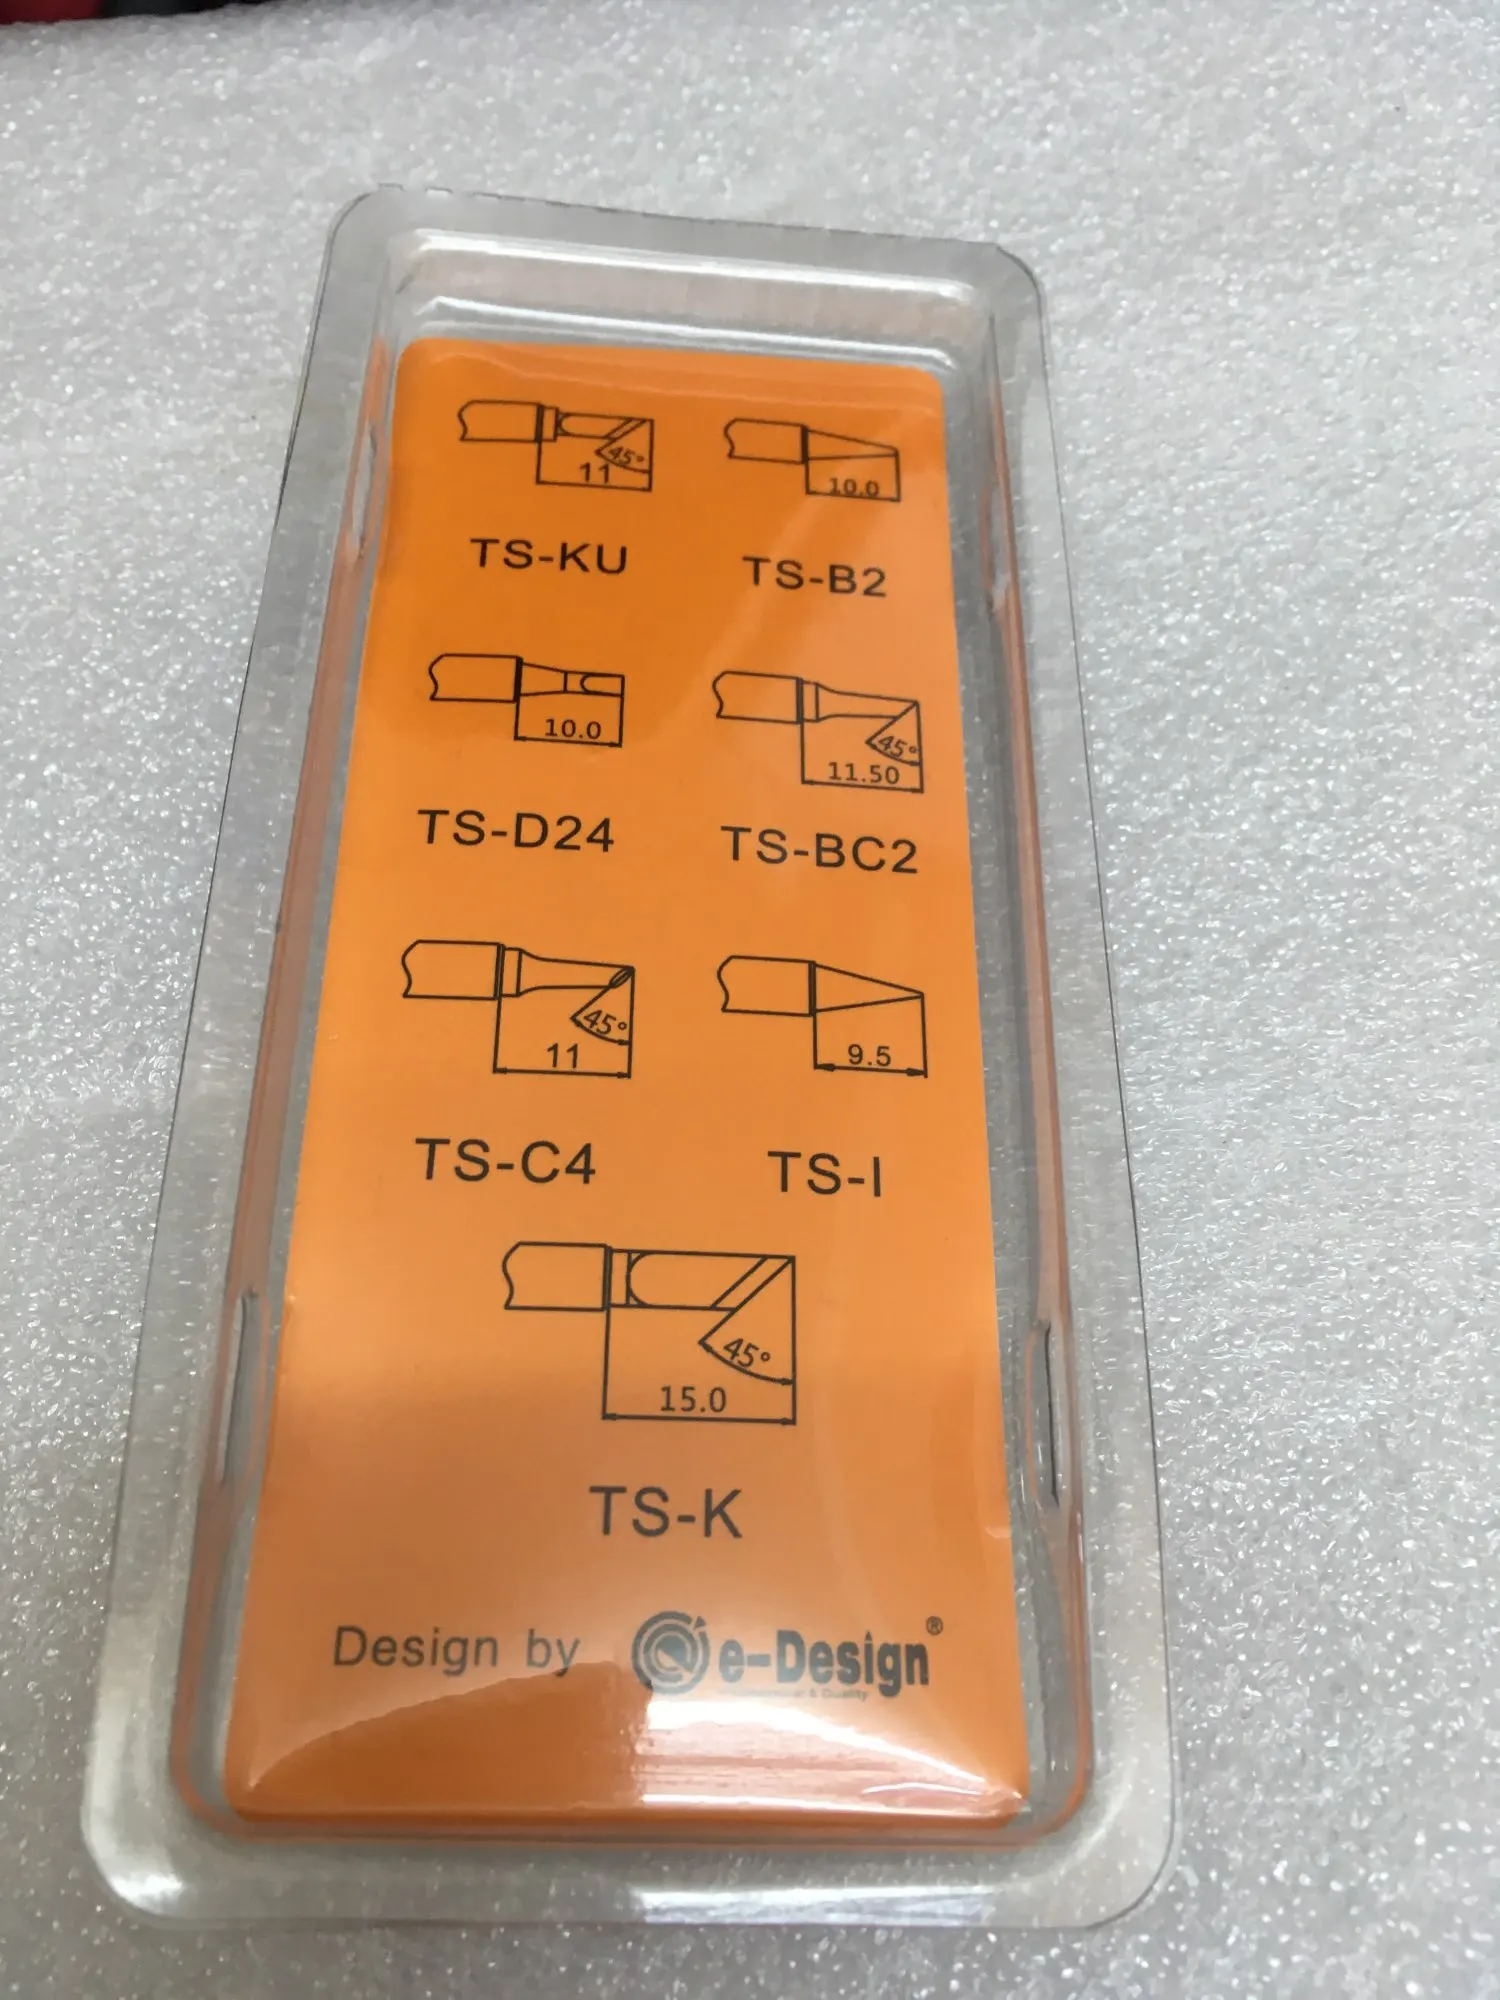 45°
11
10.0
TS-KU
TS-B2
10.0
45°
11.50
TS-D24
TS-BC2
45°
11
9.5
TS-C4
TS-I
45°
15.0
TS-K
Design by e-Design®
& Quality